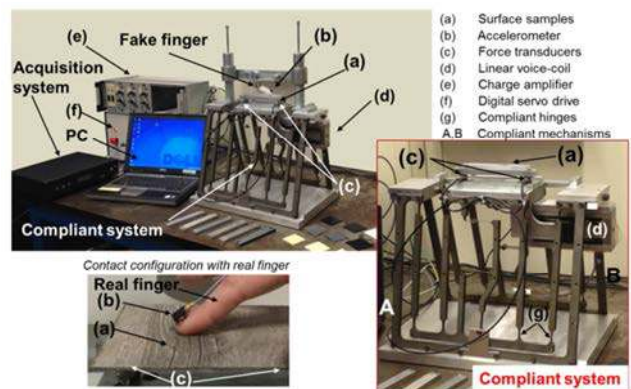 (e)
Fake finger
(b)
(a)
Acquisition
system
(d)
(f)
PC
DELL
(c)
Compliant system
(a) Surface samples
(b) Accelerometer
(c) Force transducers
(d) Linear voice-coil
(e) Charge amplifier
(f) Digital servo drive
(g) Compliant hinges
A,B Compliant mechanisms
(c)
(a)
(d)
B
A
(g)
Compliant system
Contact configuration with real finger
Real finger
(b)
(a)
(c)